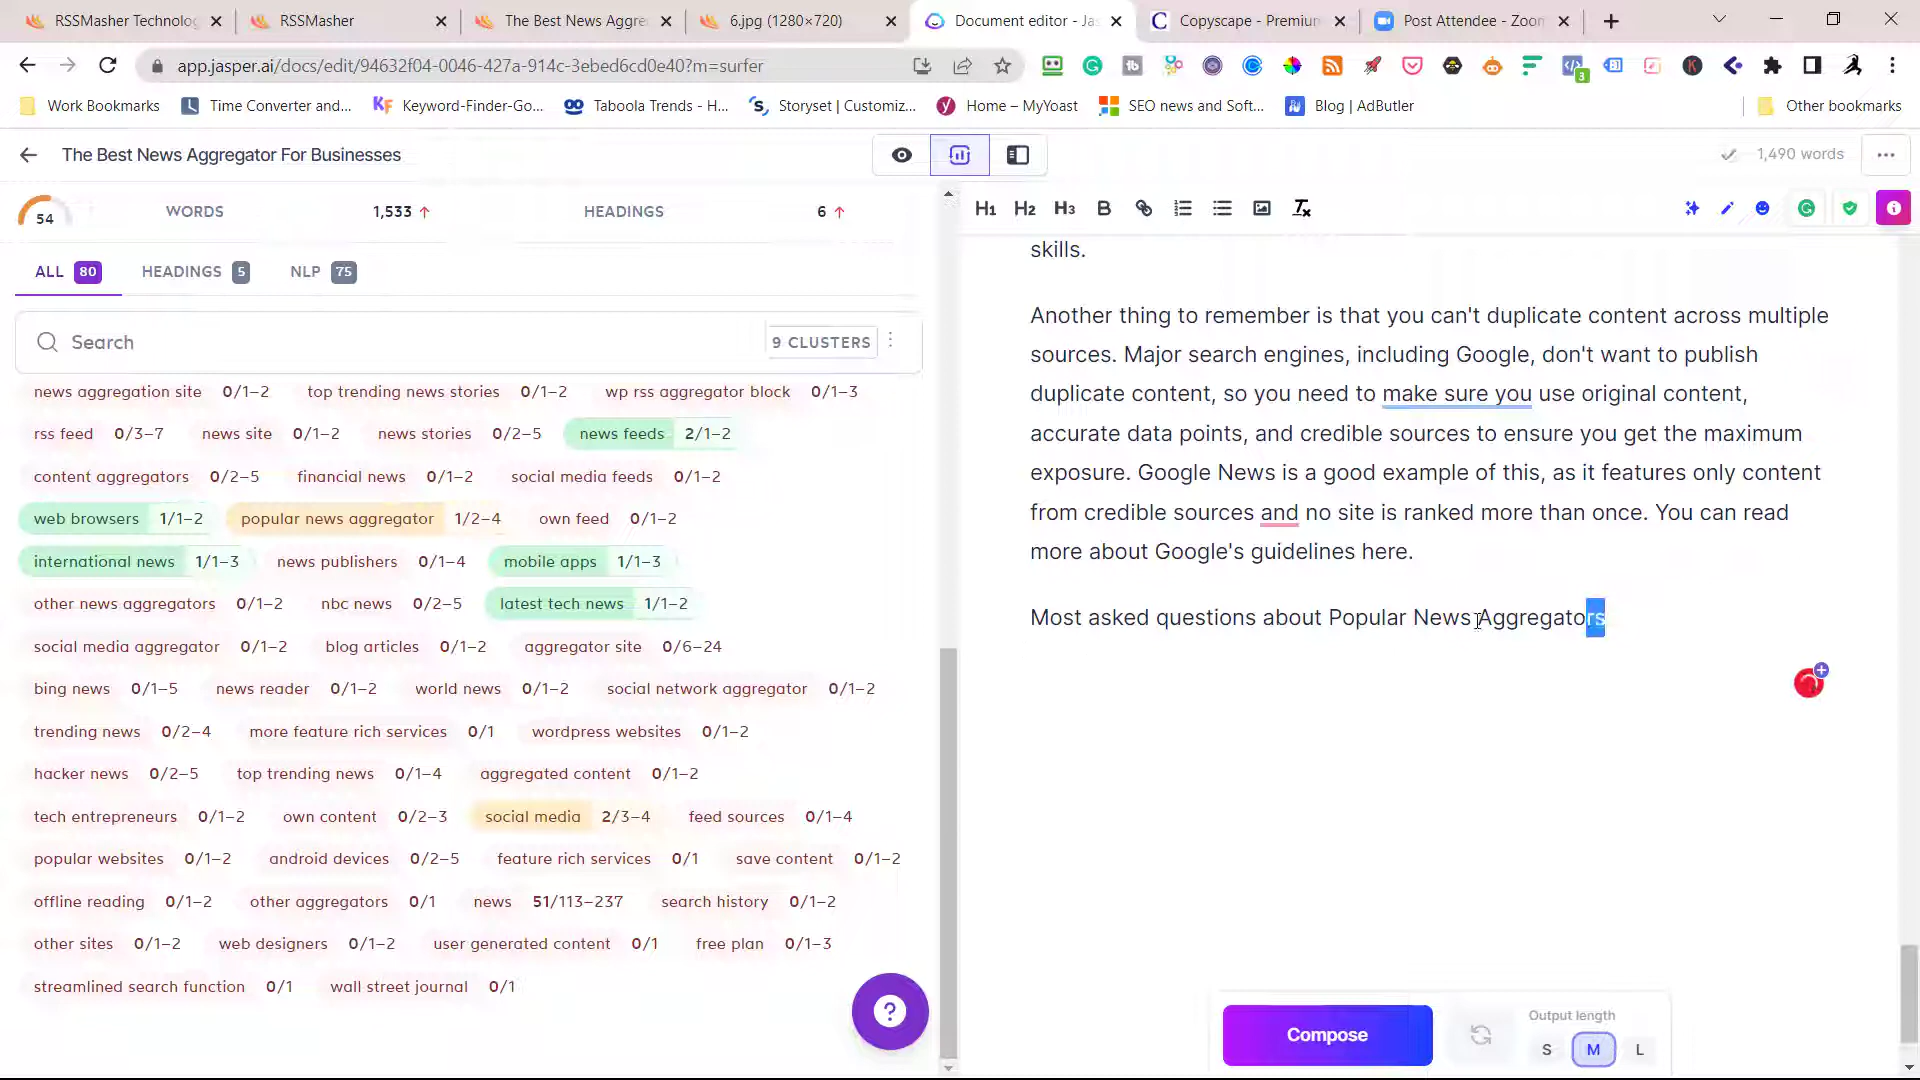 RSSMasher Technolog
RSSMasher
The Best News Aggre
6.jpg (1280×720)
Document editor - Ja
Copyscape - Premiun
Post Attendee - Zoon
app.jasper.ai/docs/edit/94632f04-0046-427a-914c-3ebed6cd0e40?m=surfer
Work Bookmarks
Time Converter and...
Keyword-Finder-Go...
Taboola Trends - H...
Storyset | Customiz...
Home – MyYoast
SEO news and Soft...
Blog | AdButler
Other bookmarks
The Best News Aggregator For Businesses
1,490 words
54
WORDS
1,533
HEADINGS
6
H1 H2 H3 B
ALL 80
HEADINGS 5
NLP 75
Search
9 CLUSTERS
news aggregation site 0/1–2 top trending news stories 0/1–2 wp rss aggregator block 0/1–3
rss feed 0/3–7 news site 0/1–2 news stories 0/2–5 news feeds 2/1–2
content aggregators 0/2–5 financial news 0/1–2 social media feeds 0/1–2
web browsers 1/1–2 popular news aggregator 1/2–4 own feed 0/1–2
international news 1/1–3 news publishers 0/1–4 mobile apps 1/1–3
other news aggregators 0/1–2 nbc news 0/2–5 latest tech news 1/1–2
social media aggregator 0/1–2 blog articles 0/1–2 aggregator site 0/6–24
bing news 0/1–5 news reader 0/1–2 world news 0/1–2 social network aggregator 0/1–2
trending news 0/2–4 more feature rich services 0/1 wordpress websites 0/1–2
hacker news 0/2–5 top trending news 0/1–4 aggregated content 0/1–2
tech entrepreneurs 0/1–2 own content 0/2–3 social media 2/3–4 feed sources 0/1–4
popular websites 0/1–2 android devices 0/2–5 feature rich services 0/1 save content 0/1–2
offline reading 0/1–2 other aggregators 0/1 news 51/113–237 search history 0/1–2
other sites 0/1–2 web designers 0/1–2 user generated content 0/1 free plan 0/1–3
streamlined search function 0/1 wall street journal 0/1
skills.
Another thing to remember is that you can't duplicate content across multiple
sources. Major search engines, including Google, don't want to publish
duplicate content, so you need to make sure you use original content,
accurate data points, and credible sources to ensure you get the maximum
exposure. Google News is a good example of this, as it features only content
from credible sources and no site is ranked more than once. You can read
more about Google's guidelines here.
Most asked questions about Popular News Aggregators
Compose
Output length
S M L